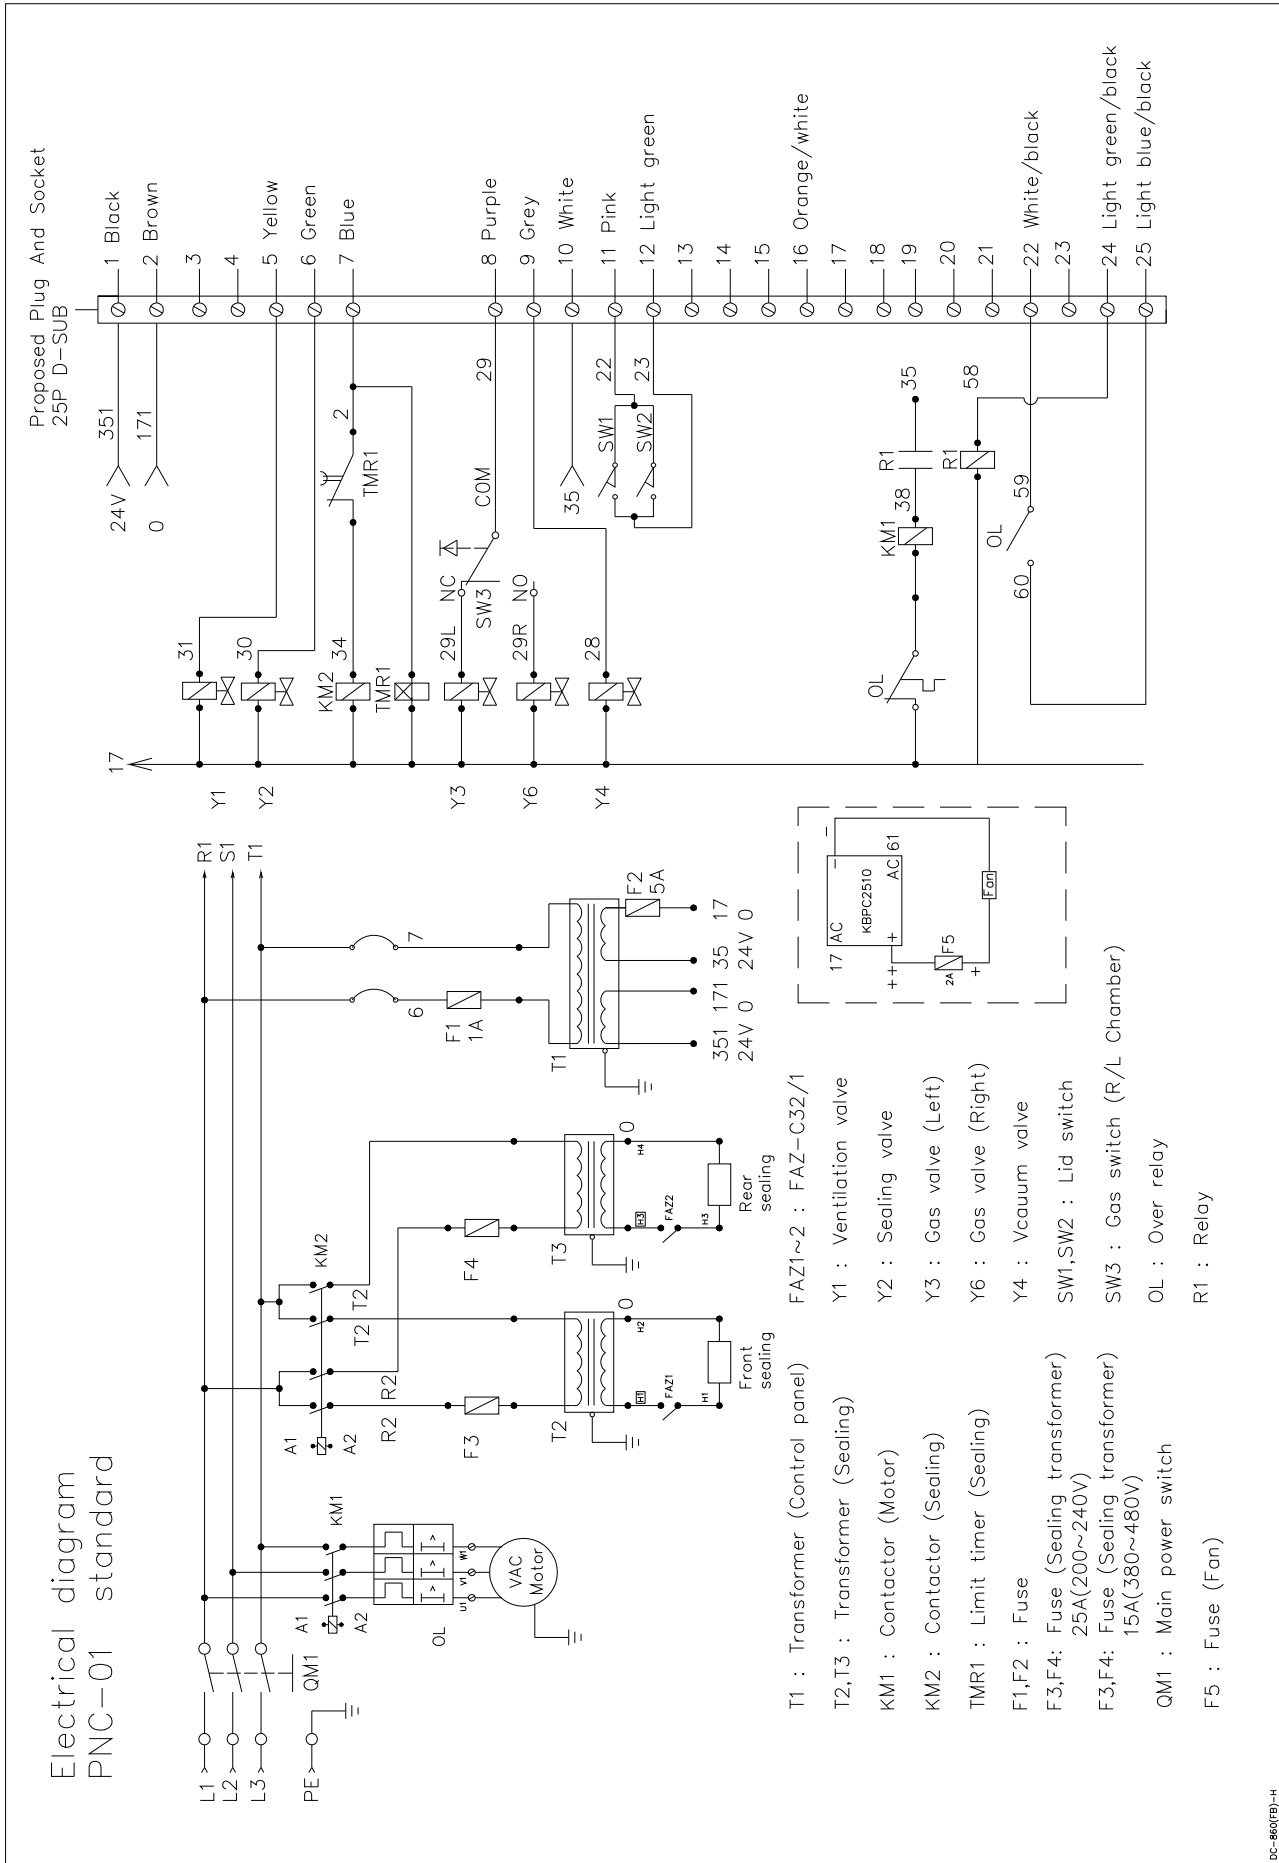 Electrical diagram
PNC-01 standard
Proposed Plug And Socket
25P D-SUB
L1
L2
L3
PE
QM1
R1
S1
T1
A1
A2
KM1
OL
U1
V1
W1
VAC
Motor
A1
A2
KM2
R2
R2
T2
T2
F3
F4
T2
T3
0
0
H1
H2
H3
H4
FAZ1
FAZ2
H1
H3
Front
sealing
Rear
sealing
6
7
F1
1A
T1
F2
5A
351 171 35 17
24V 0 24V 0
17
Y1
Y2
Y3
Y6
Y4
31
30
34
KM2
TMR1
29L NC
SW3
29R NO
28
24V
351
0
171
2
TMR1
COM
29
35
SW1
SW2
22
23
OL
KM1
38
R1
35
R1
58
OL
60
59
1 Black
2 Brown
3
4
5 Yellow
6 Green
7 Blue
8 Purple
9 Grey
10 White
11 Pink
12 Light green
13
14
15
16 Orange/white
17
18
19
20
21
22 White/black
23
24 Light green/black
25 Light blue/black
17 AC
-
-
KBPC2510
+
AC 61
++
2A
F5
+
Fan
T1 : Transformer (Control panel)
T2,T3 : Transformer (Sealing)
KM1 : Contactor (Motor)
KM2 : Contactor (Sealing)
TMR1 : Limit timer (Sealing)
F1,F2 : Fuse
F3,F4: Fuse (Sealing transformer)
25A(200~240V)
F3,F4: Fuse (Sealing transformer)
15A(380~480V)
QM1 : Main power switch
F5 : Fuse (Fan)
FAZ1~2 : FAZ-C32/1
Y1 : Ventilation valve
Y2 : Sealing valve
Y3 : Gas valve (Left)
Y6 : Gas valve (Right)
Y4 : Vcauum valve
SW1,SW2 : Lid switch
SW3 : Gas switch (R/L Chamber)
OL : Over relay
R1 : Relay
DC-860(FB)-H